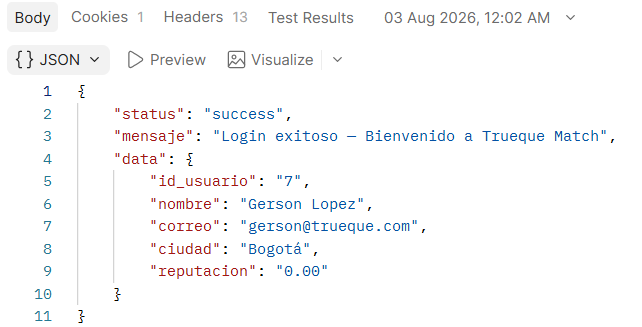 Body Cookies 1 Headers 13 Test Results 03 Aug 2026, 12:02 AM
{} JSON Preview Visualize
1 {
2 "status": "success",
3 "mensaje": "Login exitoso — Bienvenido a Trueque Match",
4 "data": {
5 "id_usuario": "7",
6 "nombre": "Gerson Lopez",
7 "correo": "gerson@trueque.com",
8 "ciudad": "Bogotá",
9 "reputacion": "0.00"
10 }
11 }